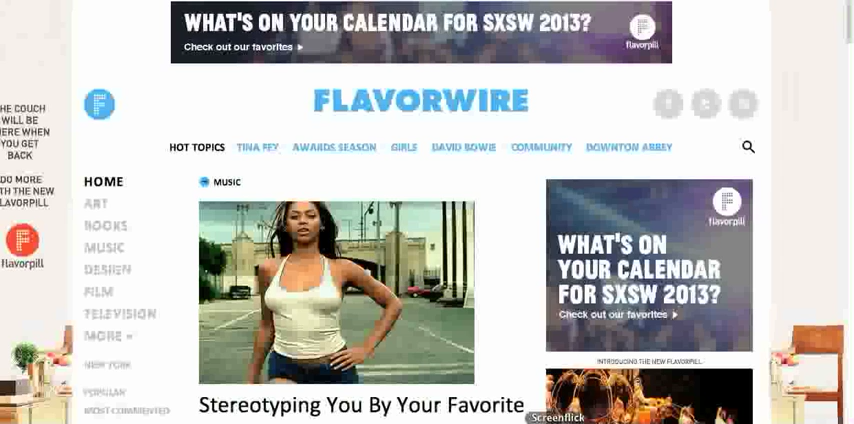 WHAT'S ON YOUR CALENDAR FOR SXSW 2013?
Check out our favorites
flavorpill
F
FLAVORWIRE
HOT TOPICS TINA FEY AWARDS SEASON GIRLS DAVID BOWIE COMMUNITY DOWNTON ABBEY
HE COUCH
WILL BE
ERE WHEN
YOU GET
BACK
DO MORE
TH THE NEW
LAVORPILL
F
flavorpill
HOME
ART
BOOKS
MUSIC
DESIGN
FILM
TELEVISION
MORE »
NEW YORK
POPULAR
MOST COMMENTED
MUSIC
Stereotyping You By Your Favorite
flavorpill
WHAT'S ON
YOUR CALENDAR
FOR SXSW 2013?
Check out our favorites
INTRODUCING THE NEW FLAVORPILL
Screenflick